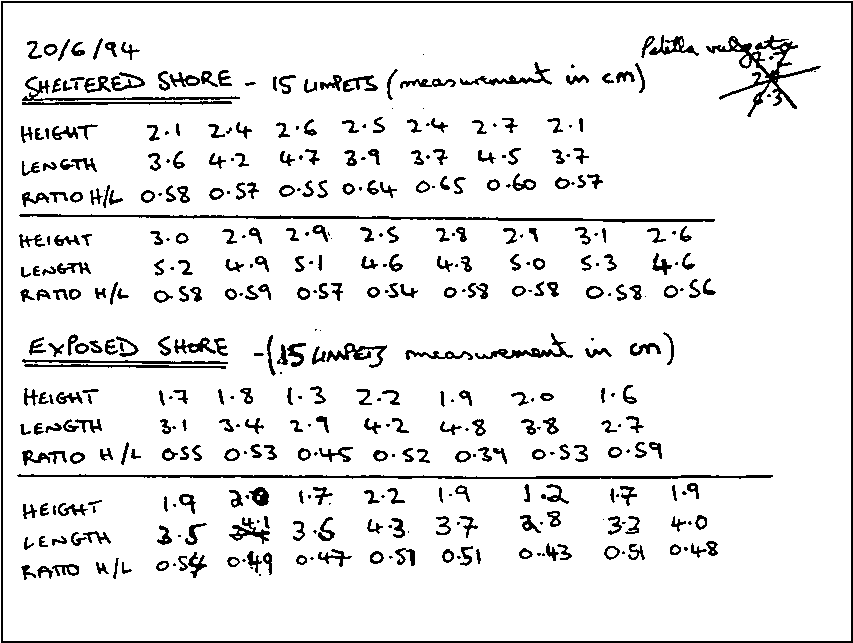 20/6/94
Patella vulgata
SHELTERED SHORE - 15 LIMPETS (measurement in cm)
HEIGHT 2.1 2.4 2.6 2.5 2.4 2.7 2.1
LENGTH 3.6 4.2 4.7 3.9 3.7 4.5 3.7
RATIO H/L 0.58 0.57 0.55 0.64 0.65 0.60 0.57
HEIGHT 3.0 2.9 2.9 2.5 2.8 2.9 3.1 2.6
LENGTH 5.2 4.9 5.1 4.6 4.8 5.0 5.3 4.6
RATIO H/L 0.58 0.59 0.57 0.54 0.58 0.58 0.58 0.56
EXPOSED SHORE - (15 LIMPETS measurement in cm)
HEIGHT 1.7 1.8 1.3 2.2 1.9 2.0 1.6
LENGTH 3.1 3.4 2.9 4.2 4.8 3.8 2.7
RATIO H/L 0.55 0.53 0.45 0.52 0.39 0.53 0.59
HEIGHT 1.9 2.0 1.7 2.2 1.9 1.2 1.7 1.9
LENGTH 3.5 4.1 3.6 4.3 3.7 2.8 3.3 4.0
RATIO H/L 0.54 0.49 0.47 0.51 0.51 0.43 0.51 0.48